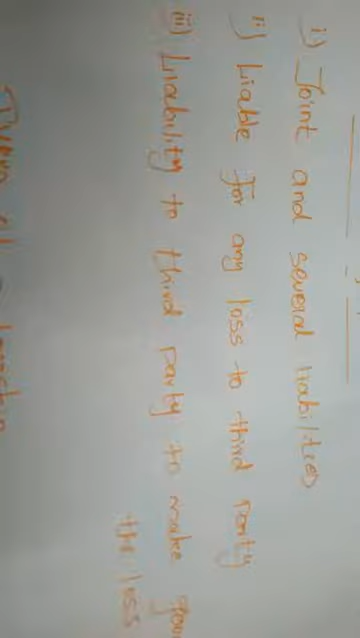 i) Joint and several liabilities
ii) Liable for any loss to third party
iii) Liability to third party to make good
the loss